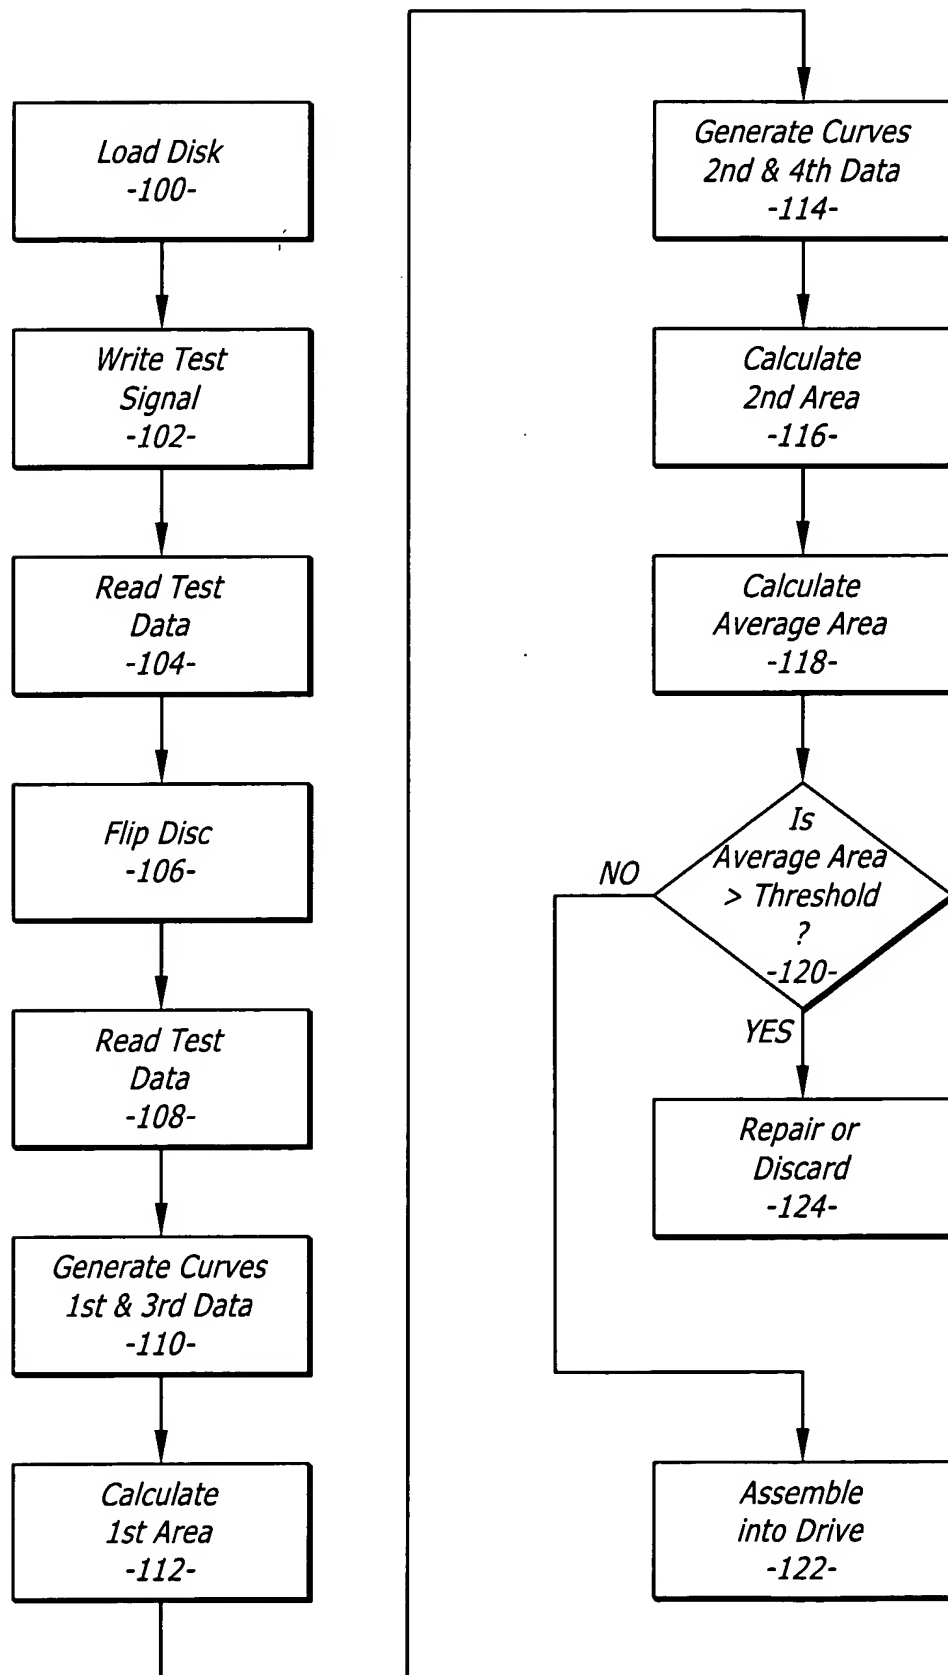 Load Disk
-100-
Write Test
Signal
-102-
Read Test
Data
-104-
Flip Disc
-106-
Read Test
Data
-108-
Generate Curves
1st & 3rd Data
-110-
Calculate
1st Area
-112-
Generate Curves
2nd & 4th Data
-114-
Calculate
2nd Area
-116-
Calculate
Average Area
-118-
Is
Average Area
> Threshold
?
-120-
NO
YES
Repair or
Discard
-124-
Assemble
into Drive
-122-